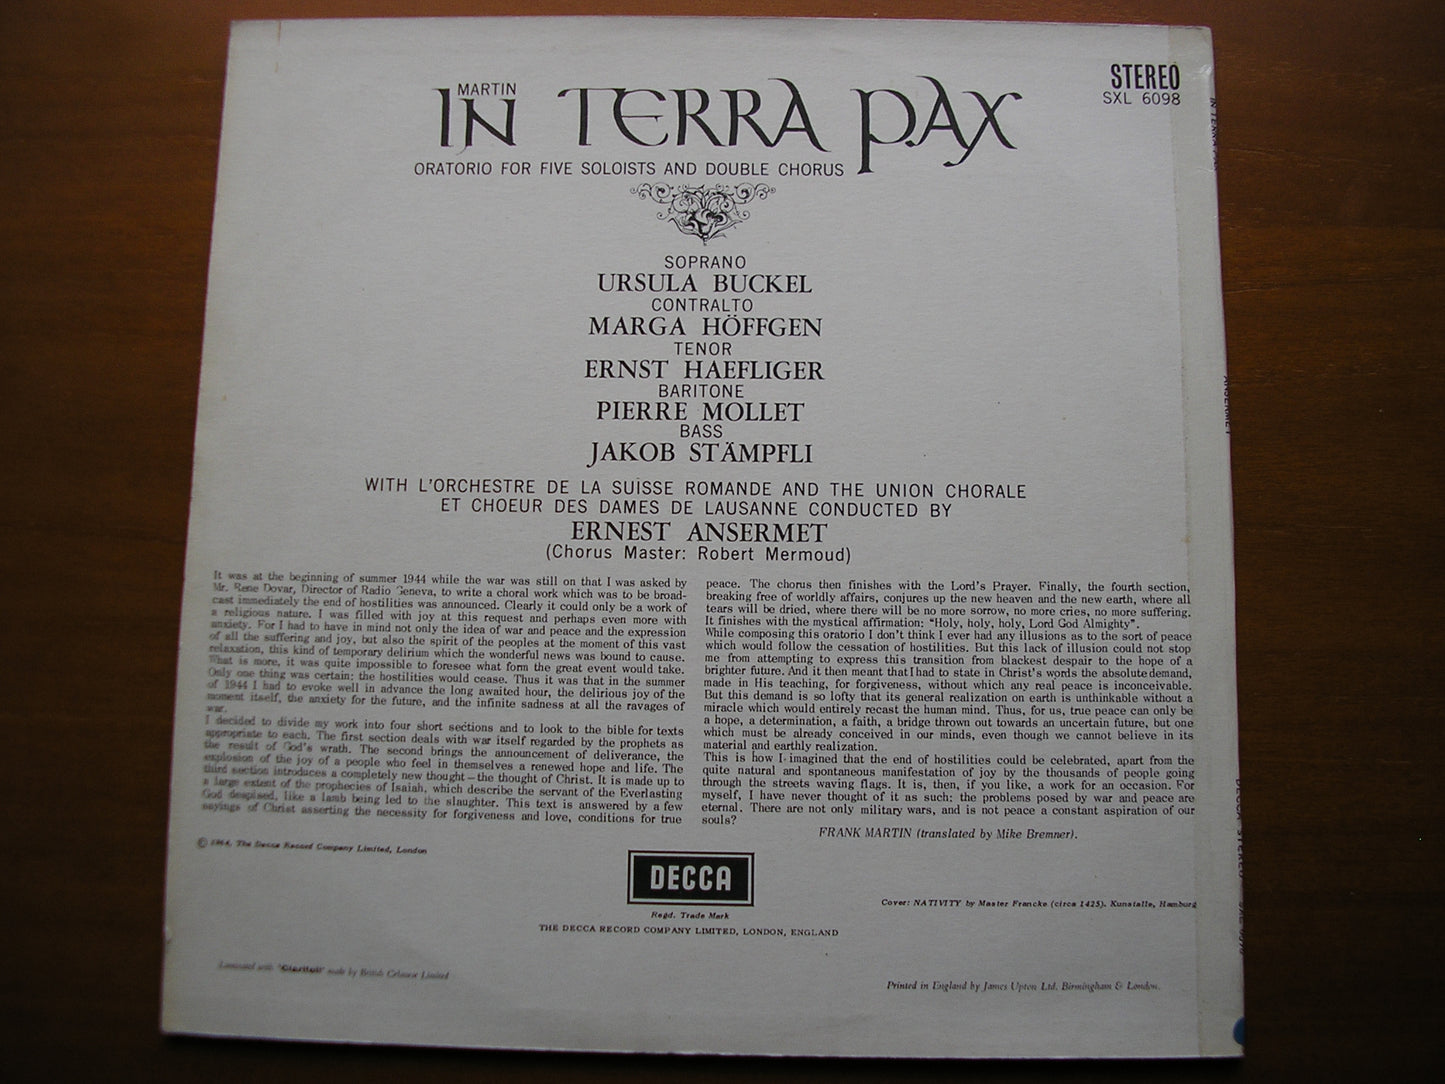 STEREO
SXL 6098
MARTIN
IN TERRA PAX
ORATORIO FOR FIVE SOLOISTS AND DOUBLE CHORUS
SOPRANO
URSULA BUCKEL
CONTRALTO
MARGA HÖFFGEN
TENOR
ERNST HAEFLIGER
BARITONE
PIERRE MOLLET
BASS
JAKOB STÄMPFLI
WITH L'ORCHESTRE DE LA SUISSE ROMANDE AND THE UNION CHORALE
ET CHOEUR DES DAMES DE LAUSANNE CONDUCTED BY
ERNEST ANSERMET
(Chorus Master: Robert Mermoud)
It was at the beginning of summer 1944 while the war was still on that I was asked by
Mr. Rene Dovar, Director of Radio Geneva, to write a choral work which was to be broad-
cast immediately the end of hostilities was announced. Clearly it could only be a work of
a religious nature. I was filled with joy at this request and perhaps even more with
anxiety. For I had to have in mind not only the idea of war and peace and the expression
of all the suffering and joy, but also the spirit of the peoples at the moment of this vast
relaxation, this kind of temporary delirium which the wonderful news was bound to cause.
What is more, it was quite impossible to foresee what form the great event would take.
Only one thing was certain: the hostilities would cease. Thus it was that in the summer
of 1944 I had to evoke well in advance the long awaited hour, the delirious joy of the
moment itself, the anxiety for the future, and the infinite sadness at all the ravages of
war.
I decided to divide my work into four short sections and to look to the bible for texts
appropriate to each. The first section deals with war itself regarded by the prophets as
the result of God's wrath. The second brings the announcement of deliverance, the
explosion of the joy of a people who feel in themselves a renewed hope and life. The
third section introduces a completely new thought—the thought of Christ. It is made up to
a large extent of the prophecies of Isaiah, which describe the servant of the Everlasting
God despised, like a lamb being led to the slaughter. This text is answered by a few
sayings of Christ asserting the necessity for forgiveness and love, conditions for true
peace. The chorus then finishes with the Lord's Prayer. Finally, the fourth section,
breaking free of worldly affairs, conjures up the new heaven and the new earth, where all
tears will be dried, where there will be no more sorrow, no more cries, no more suffering.
It finishes with the mystical affirmation: "Holy, holy, holy, Lord God Almighty".
While composing this oratorio I don't think I ever had any illusions as to the sort of peace
which would follow the cessation of hostilities. But this lack of illusion could not stop
me from attempting to express this transition from blackest despair to the hope of a
brighter future. And it then meant that I had to state in Christ's words the absolute demand,
made in His teaching, for forgiveness, without which any real peace is inconceivable.
But this demand is so lofty that its general realization on earth is unthinkable without a
miracle which would entirely recast the human mind. Thus, for us, true peace can only be
a hope, a determination, a faith, a bridge thrown out towards an uncertain future, but one
which must be already conceived in our minds, even though we cannot believe in its
material and earthly realization.
This is how I imagined that the end of hostilities could be celebrated, apart from the
quite natural and spontaneous manifestation of joy by the thousands of people going
through the streets waving flags. It is, then, if you like, a work for an occasion. For
myself, I have never thought of it as such; the problems posed by war and peace are
eternal. There are not only military wars, and is not peace a constant aspiration of our
souls?
FRANK MARTIN (translated by Mike Bremner).
© 1964, The Decca Record Company Limited, London
DECCA
Regd. Trade Mark
THE DECCA RECORD COMPANY LIMITED, LONDON, ENGLAND
Cover: NATIVITY by Master Francke (circa 1425). Kunstalle, Hamburg
Laminated with "Clarifoil" made by British Celanese Limited
Printed in England by James Upton Ltd. Birmingham & London.
IN TERRA PAX
ANSERMET
DECCA STEREO SXL 6098